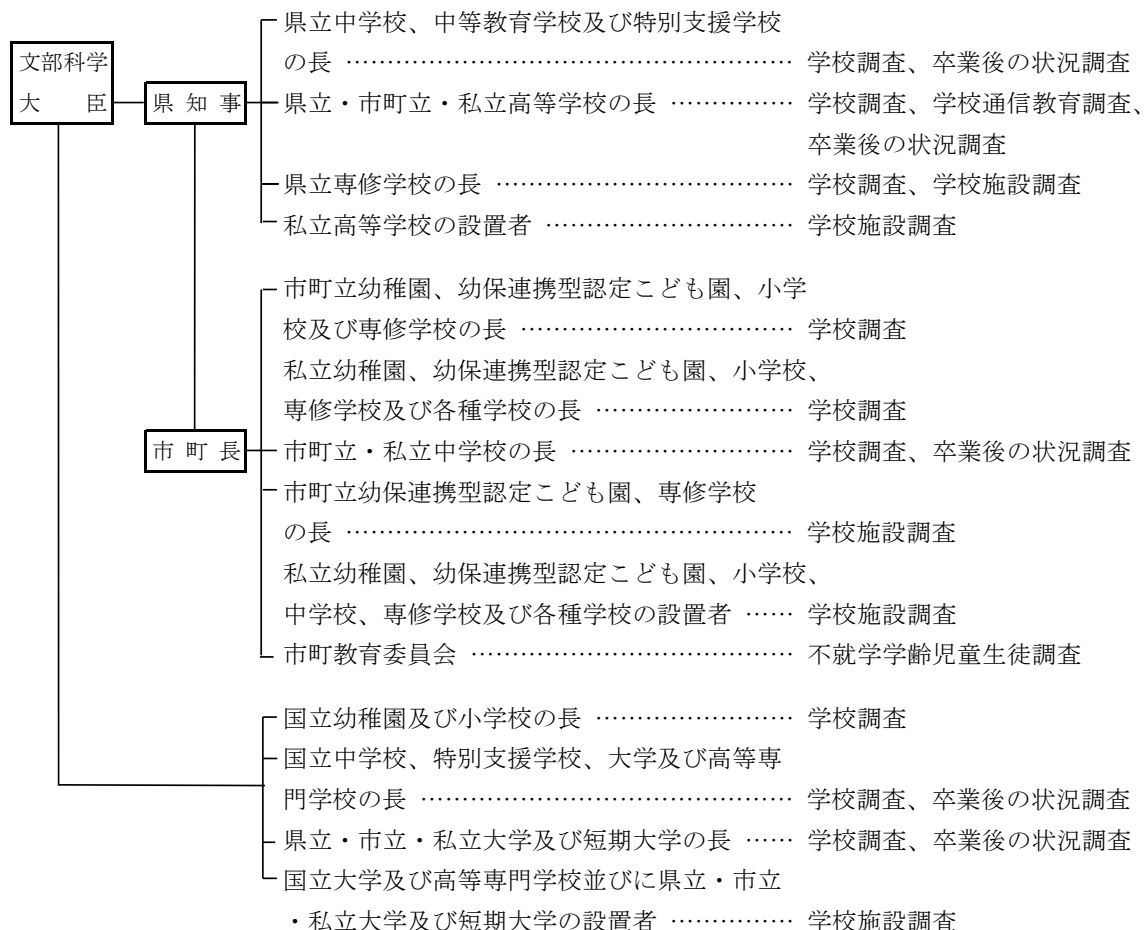 県立中学校、中等教育学校及び特別支援学校
文部科学
の長 …………………………………………… 学校調査、卒業後の状況調査
大　　臣
県 知 事
県立・市町立・私立高等学校の長 …………… 学校調査、学校通信教育調査、
卒業後の状況調査
県立専修学校の長 ……………………………… 学校調査、学校施設調査
私立高等学校の設置者 ………………………… 学校施設調査
市町立幼稚園、幼保連携型認定こども園、小学
校及び専修学校の長 …………………………… 学校調査
私立幼稚園、幼保連携型認定こども園、小学校、
専修学校及び各種学校の長 …………………… 学校調査
市 町 長
市町立・私立中学校の長 ……………………… 学校調査、卒業後の状況調査
市町立幼保連携型認定こども園、専修学校
の長 ……………………………………………… 学校施設調査
私立幼稚園、幼保連携型認定こども園、小学校、
中学校、専修学校及び各種学校の設置者 …… 学校施設調査
市町教育委員会 ………………………………… 不就学学齢児童生徒調査
国立幼稚園及び小学校の長 …………………… 学校調査
国立中学校、特別支援学校、大学及び高等専
門学校の長 ……………………………………… 学校調査、卒業後の状況調査
県立・市立・私立大学及び短期大学の長 …… 学校調査、卒業後の状況調査
国立大学及び高等専門学校並びに県立・市立
・私立大学及び短期大学の設置者 …………… 学校施設調査